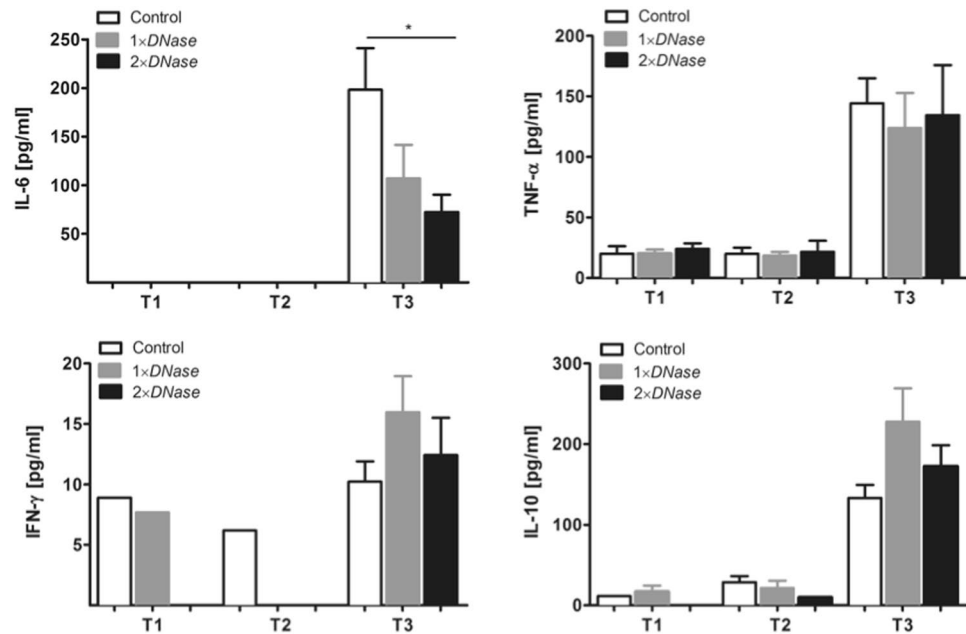 Control
1×DNase
2×DNase
*
250
200
150
100
50
IL-6 [pg/ml]
T1 T2 T3
Control
1×DNase
2×DNase
200
150
100
50
0
TNF-α [pg/ml]
T1 T2 T3
Control
1×DNase
2×DNase
20
15
10
5
IFN-γ [pg/ml]
T1 T2 T3
Control
1×DNase
2×DNase
300
200
100
0
IL-10 [pg/ml]
T1 T2 T3